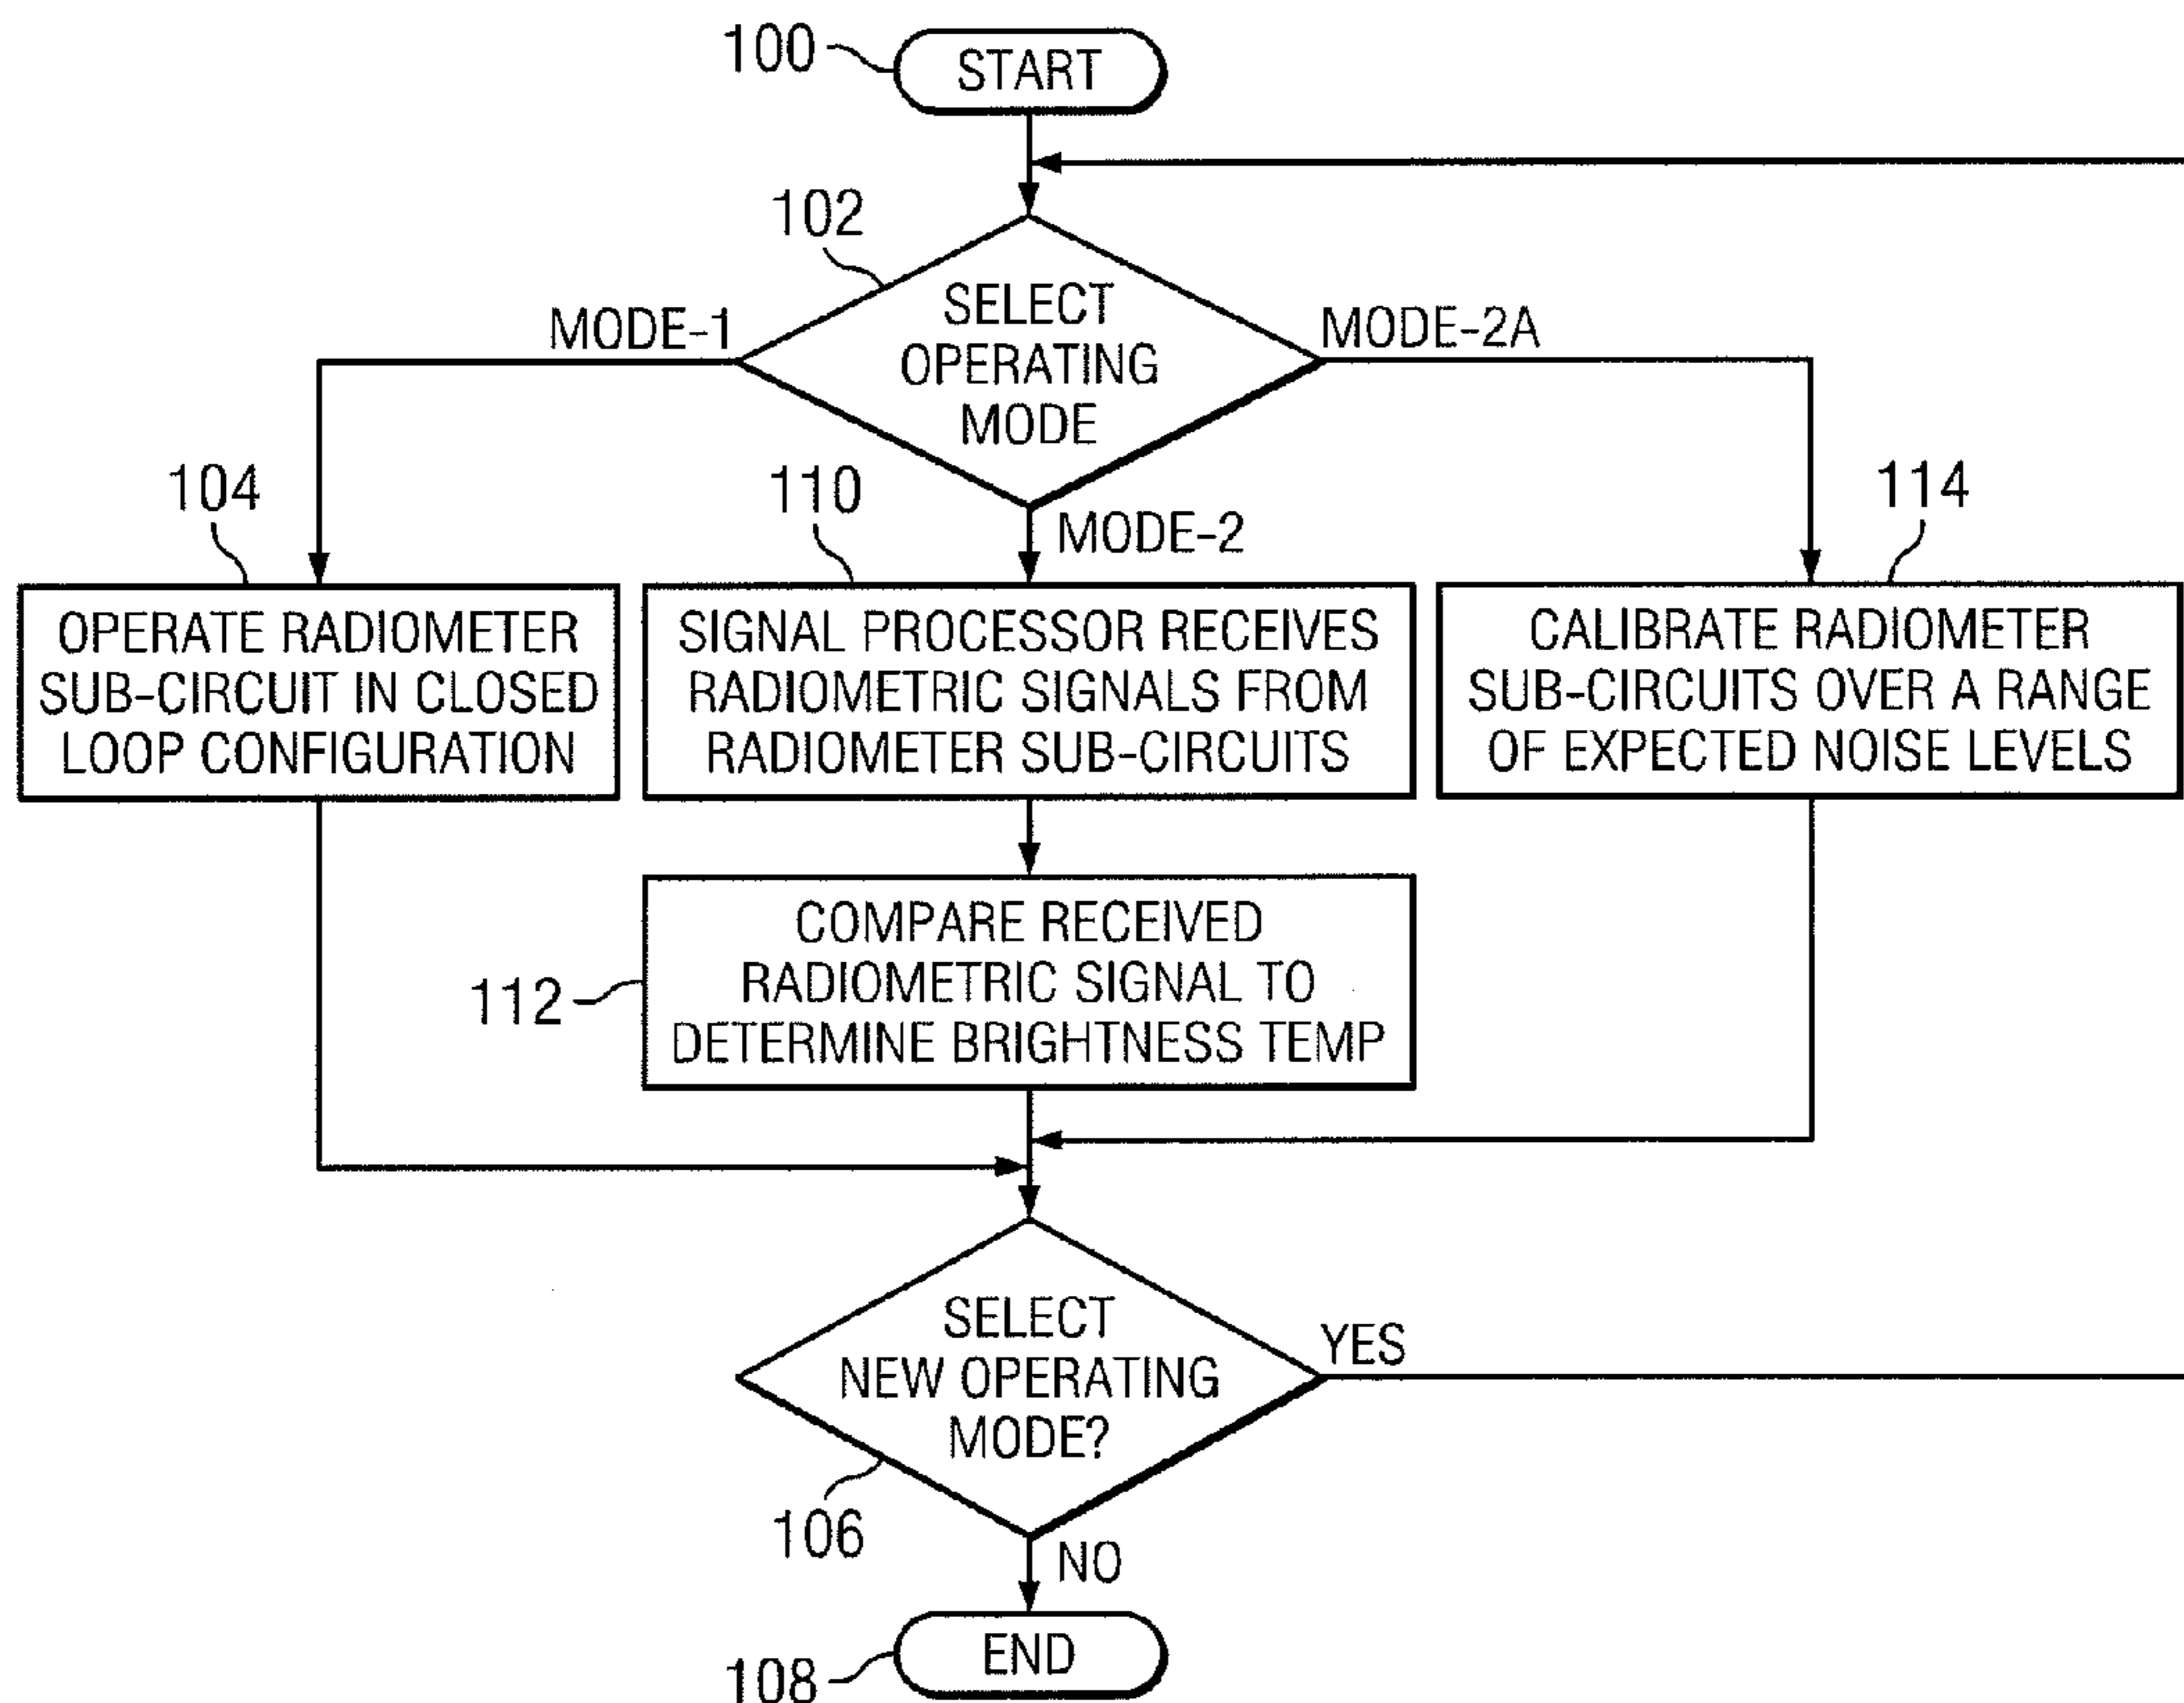 100
START
102
SELECT
OPERATING
MODE
MODE-1
MODE-2A
MODE-2
104
OPERATE RADIOMETER
SUB-CIRCUIT IN CLOSED
LOOP CONFIGURATION
110
SIGNAL PROCESSOR RECEIVES
RADIOMETRIC SIGNALS FROM
RADIOMETER SUB-CIRCUITS
114
CALIBRATE RADIOMETER
SUB-CIRCUITS OVER A RANGE
OF EXPECTED NOISE LEVELS
112
COMPARE RECEIVED
RADIOMETRIC SIGNAL TO
DETERMINE BRIGHTNESS TEMP
SELECT
NEW OPERATING
MODE?
YES
106
NO
END
108